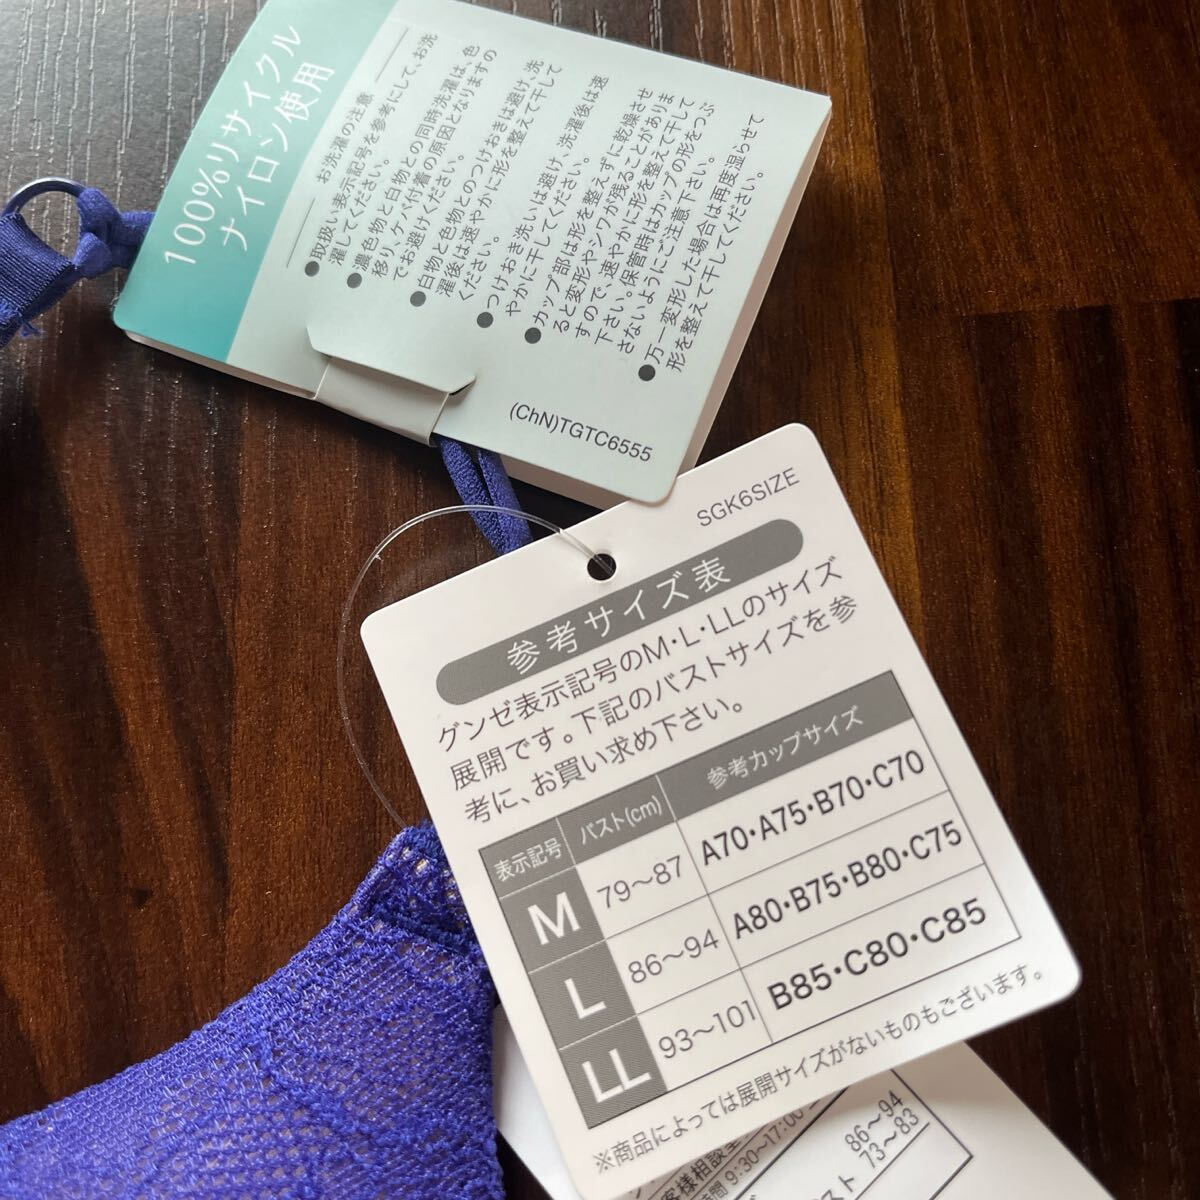 100%リサイクル
ナイロン使用
お洗濯の注意
●取扱い表示記号を参考にして、お洗
濯してください。
●濃色物と白物との同時洗濯は、色
移り、ケバ付着の原因となりますの
でお避けください。
●白物と色物とのつけおきは避け、洗
濯後は速やかに形を整えて干して
ください。
●つけおき洗いは避け、洗濯後は速
やかに干してください。
●カップ部は形を整えずに乾燥させ
ると変形やシワが残ることがありま
すので、速やかに形を整えて干して
下さい。保管時はカップの形をつぶ
さないようにご注意下さい。
●万一変形した場合は再度湿らせて
形を整えて干してください。
(ChN)TGTC6555
SGK6SIZE
参考サイズ表
グンゼ表示記号のM・L・LLのサイズ
展開です。下記のバストサイズを参
考に、お買い求め下さい。
表示記号 バスト(cm) 参考カップサイズ
M 79〜87 A70・A75・B70・C70
L 86〜94 A80・B75・B80・C75
LL 93〜101 B85・C80・C85
※商品によっては展開サイズがないものもございます。
客様相談室
時間 9:30〜17:00
86〜94
スト 73〜83